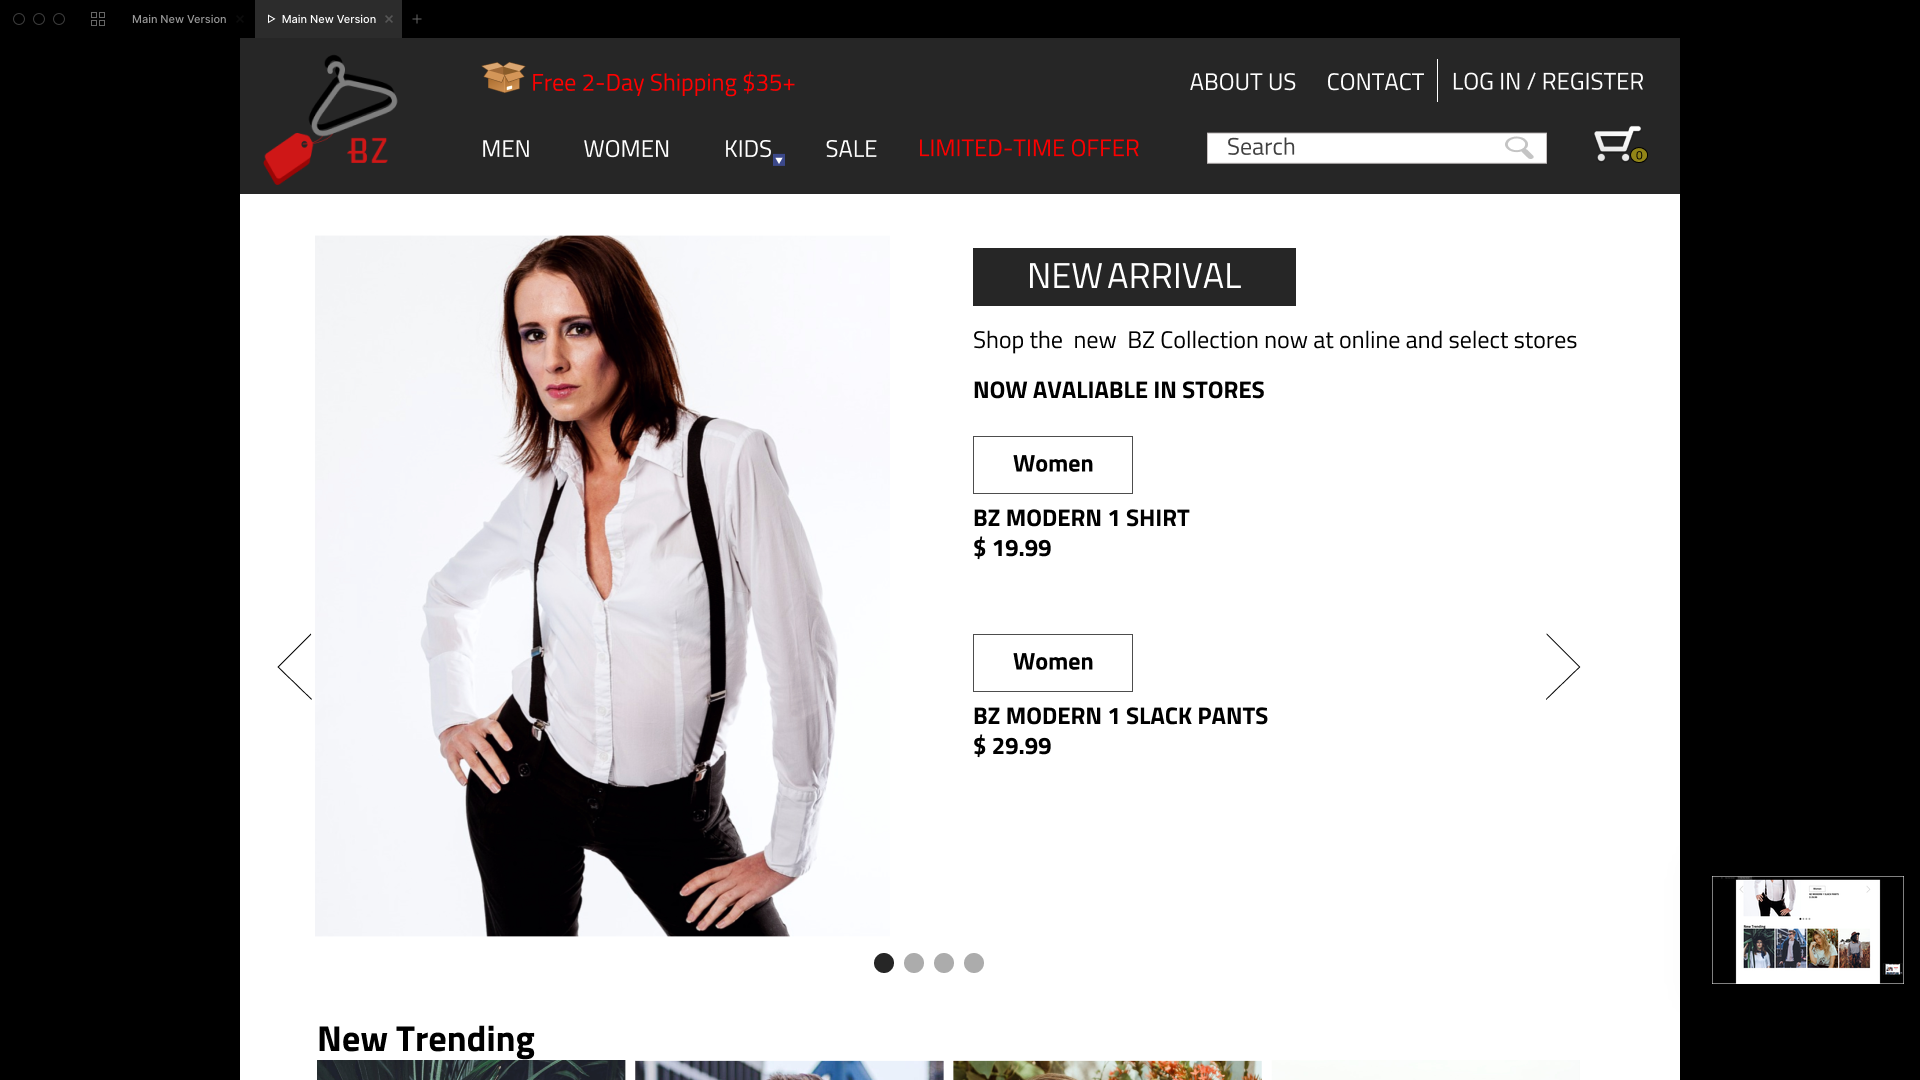 Main New Version
Main New Version
Free 2-Day Shipping $35+
ABOUT US
CONTACT
LOG IN / REGISTER
BZ
MEN
WOMEN
KIDS
SALE
LIMITED-TIME OFFER
Search
0
NEW ARRIVAL
Shop the new BZ Collection now at online and select stores
NOW AVALIABLE IN STORES
Women
BZ MODERN 1 SHIRT
$ 19.99
Women
BZ MODERN 1 SLACK PANTS
$ 29.99
New Trending
New Trending